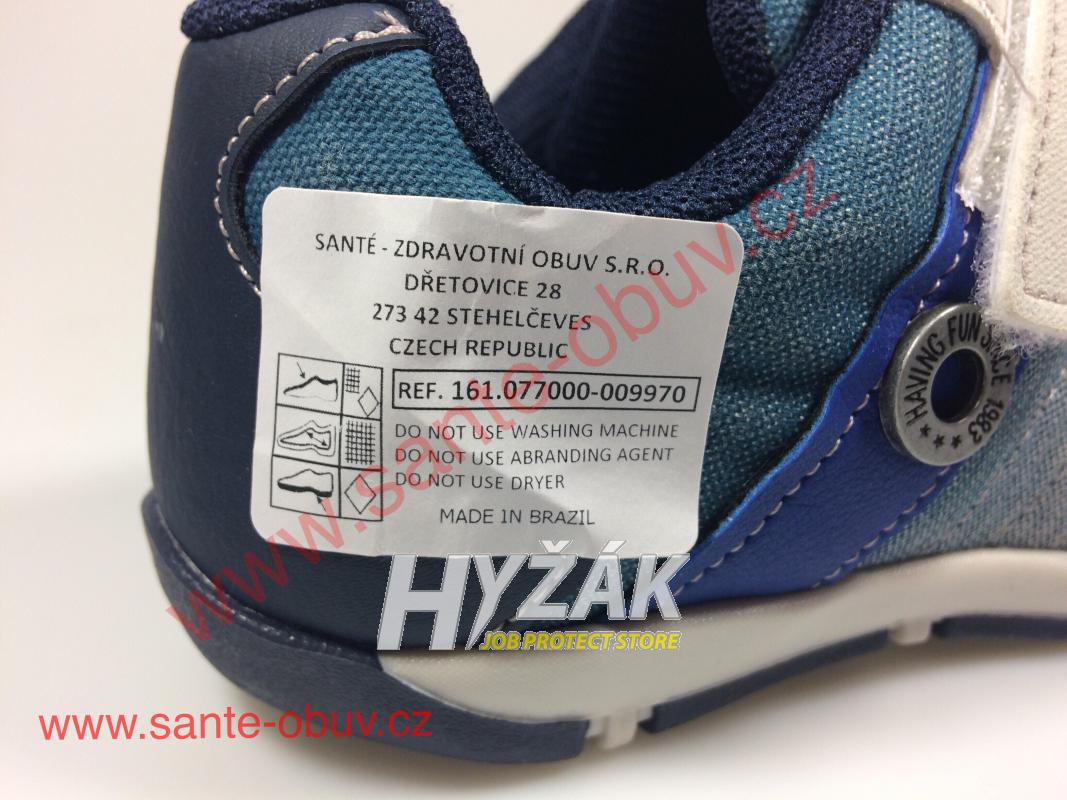 SANTÉ - ZDRAVOTNÍ OBUV S.R.O.
DŘETOVICE 28
273 42 STEHELČEVES
CZECH REPUBLIC
REF. 161.077000-009970
DO NOT USE WASHING MACHINE
DO NOT USE ABRANDING AGENT
DO NOT USE DRYER
MADE IN BRAZIL
HAVING FUN SINCE 1983
www.sante-obuv.cz
HYŽÁK
JOB PROTECT STORE
www.sante-obuv.cz